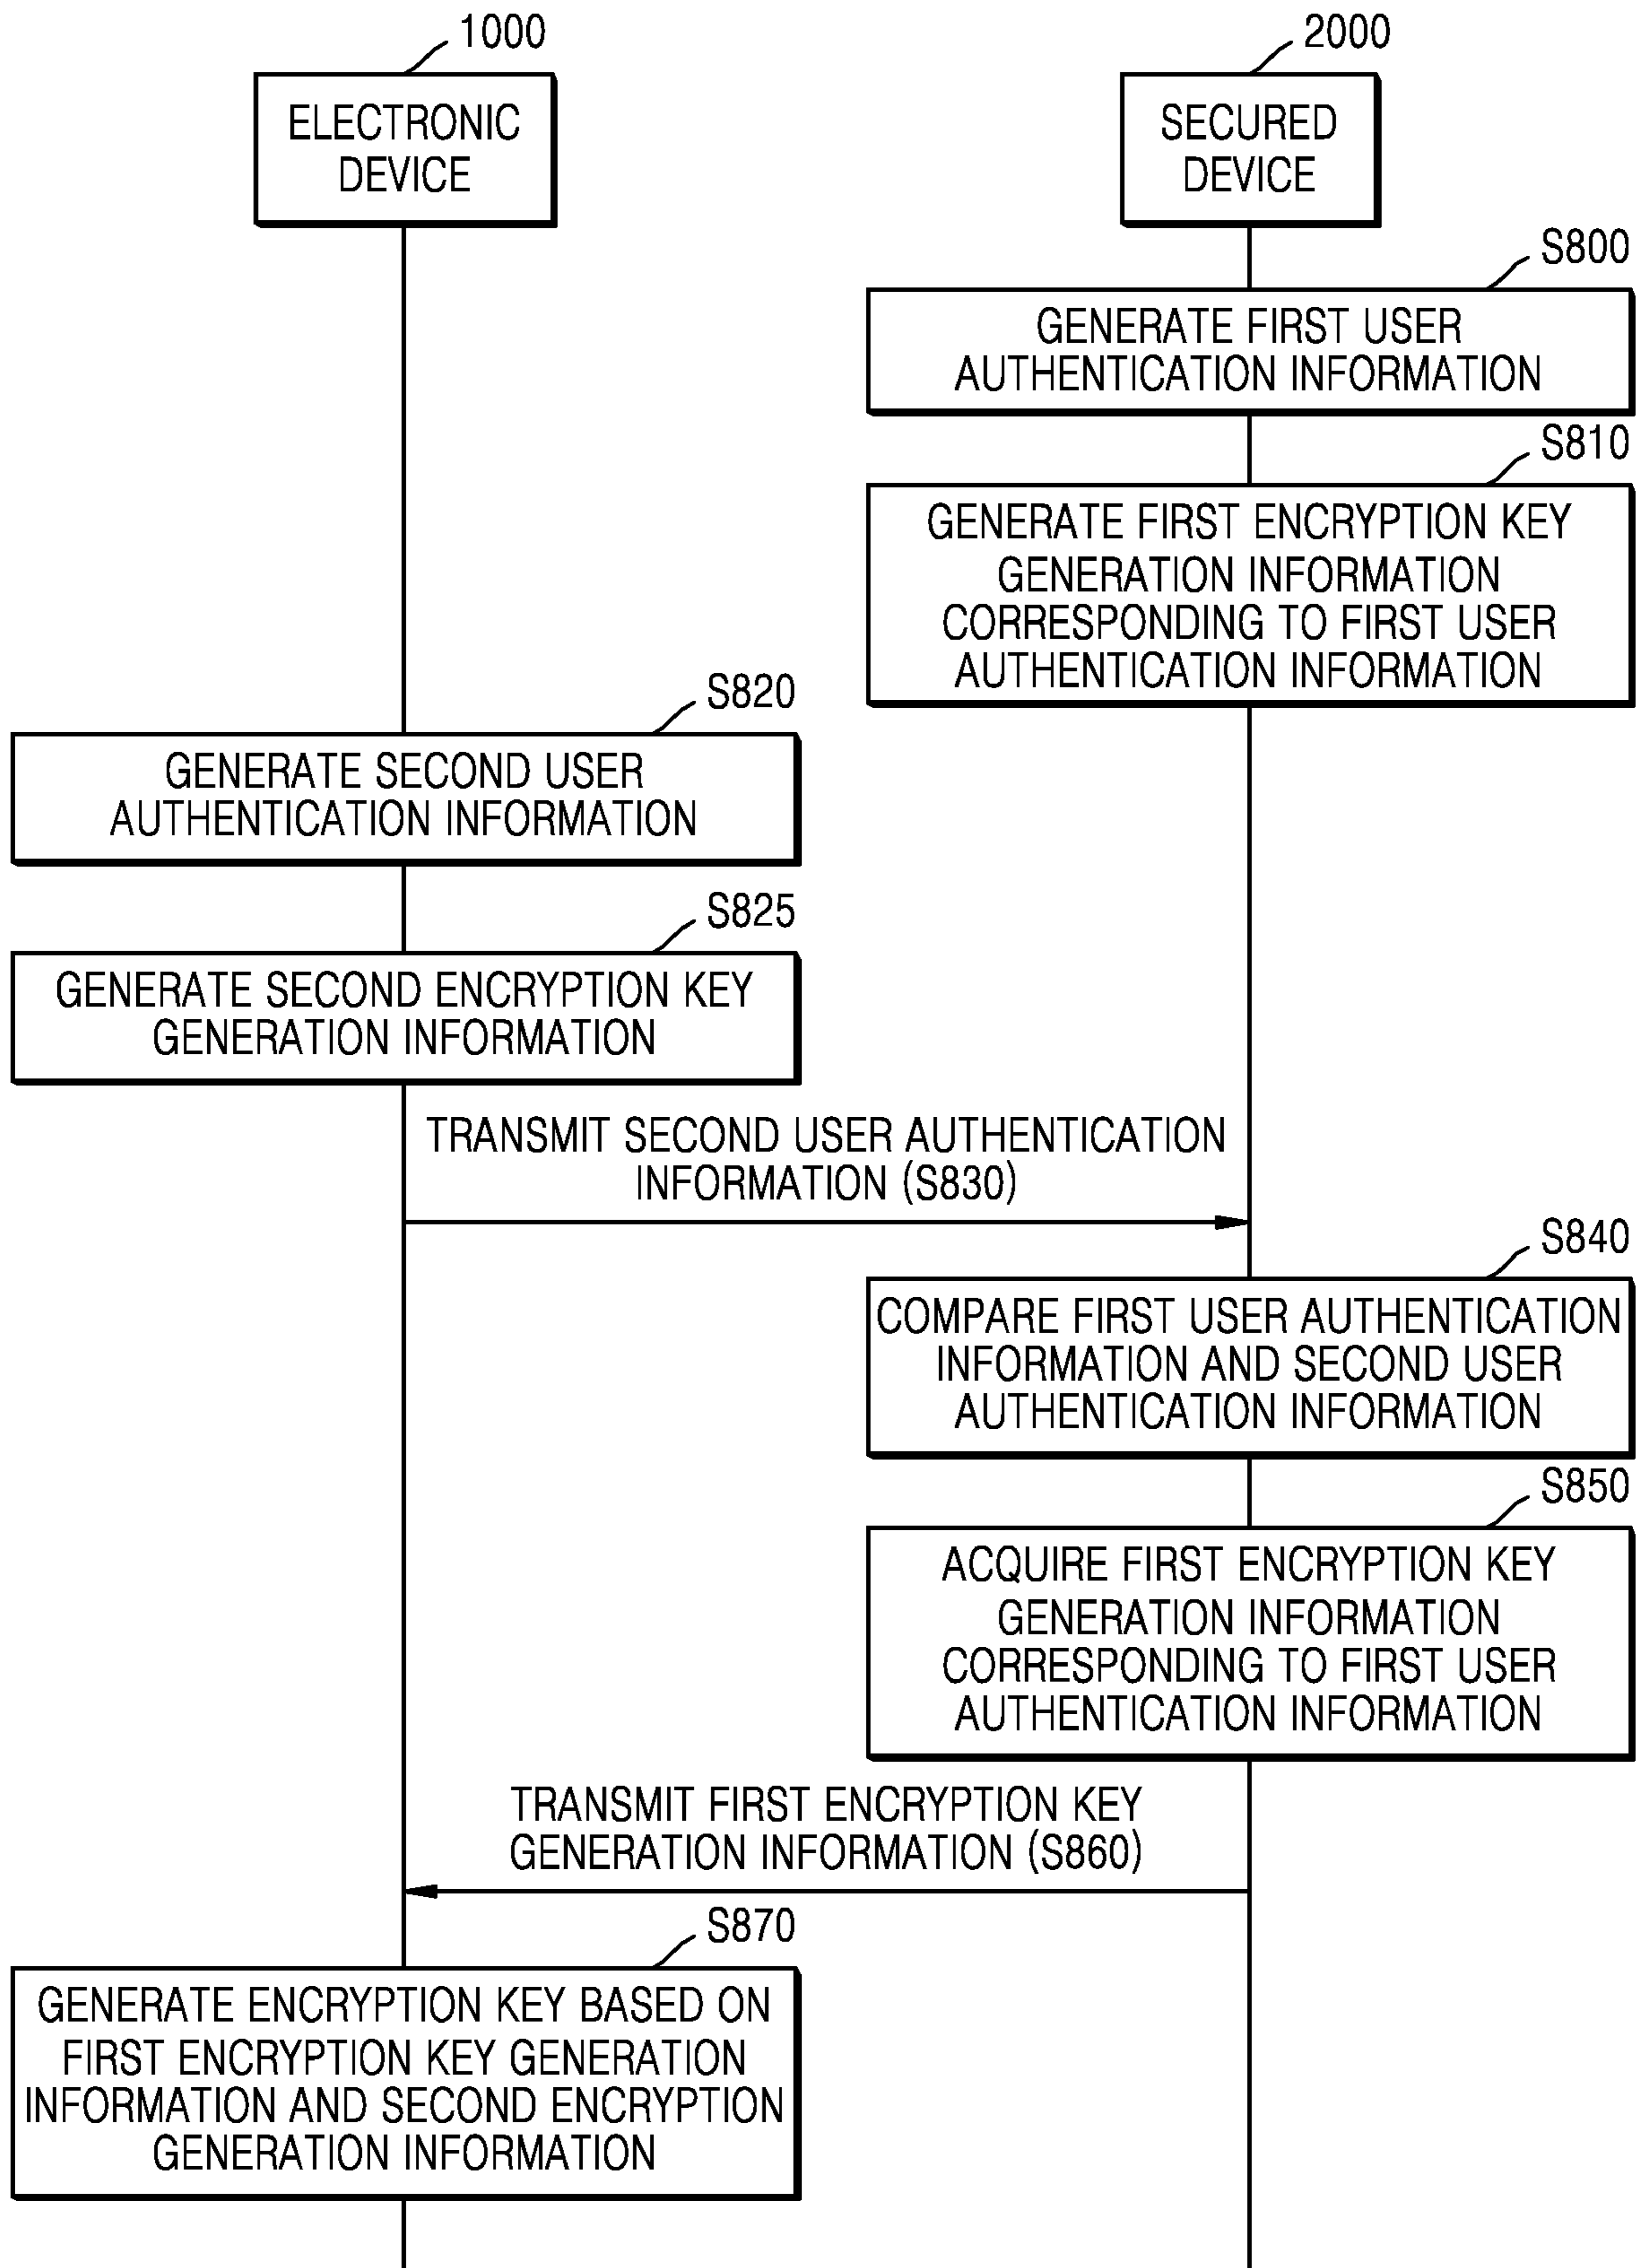 1000
ELECTRONIC
DEVICE
2000
SECURED
DEVICE
S800
GENERATE FIRST USER
AUTHENTICATION INFORMATION
S810
GENERATE FIRST ENCRYPTION KEY
GENERATION INFORMATION
CORRESPONDING TO FIRST USER
AUTHENTICATION INFORMATION
S820
GENERATE SECOND USER
AUTHENTICATION INFORMATION
S825
GENERATE SECOND ENCRYPTION KEY
GENERATION INFORMATION
TRANSMIT SECOND USER AUTHENTICATION
INFORMATION (S830)
S840
COMPARE FIRST USER AUTHENTICATION
INFORMATION AND SECOND USER
AUTHENTICATION INFORMATION
S850
ACQUIRE FIRST ENCRYPTION KEY
GENERATION INFORMATION
CORRESPONDING TO FIRST USER
AUTHENTICATION INFORMATION
TRANSMIT FIRST ENCRYPTION KEY
GENERATION INFORMATION (S860)
S870
GENERATE ENCRYPTION KEY BASED ON
FIRST ENCRYPTION KEY GENERATION
INFORMATION AND SECOND ENCRYPTION
GENERATION INFORMATION